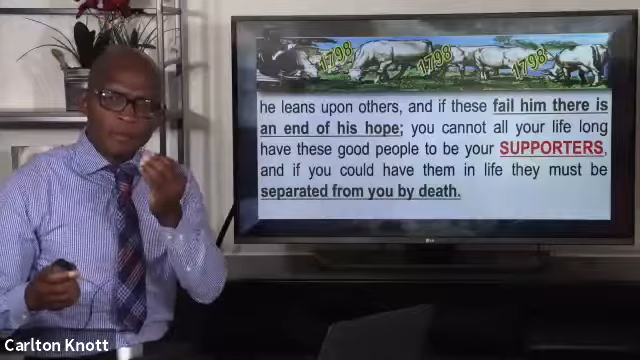 1798
1798
1798
he leans upon others, and if these fail him there is
an end of his hope; you cannot all your life long
have these good people to be your SUPPORTERS,
and if you could have them in life they must be
separated from you by death.
LG
Carlton Knott